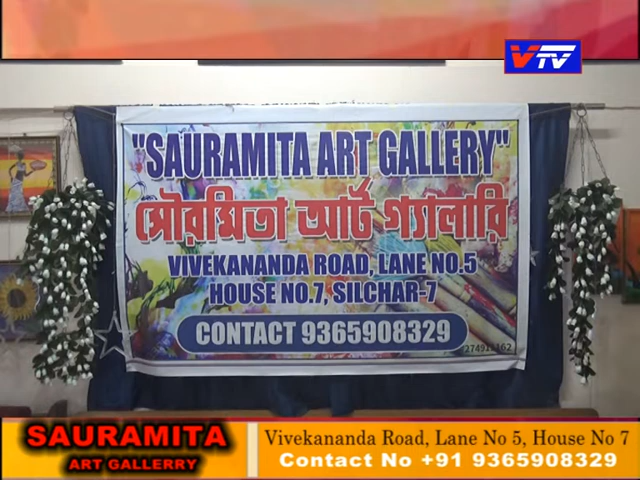 VTV
"SAURAMITA ART GALLERY"
সৌরমিতা আর্ট গ্যালারি
VIVEKANANDA ROAD, LANE NO.5
HOUSE NO.7, SILCHAR-7
CONTACT 9365908329
SAURAMITA
ART GALLERRY
Vivekananda Road, Lane No 5, House No 7
Contact No +91 9365908329